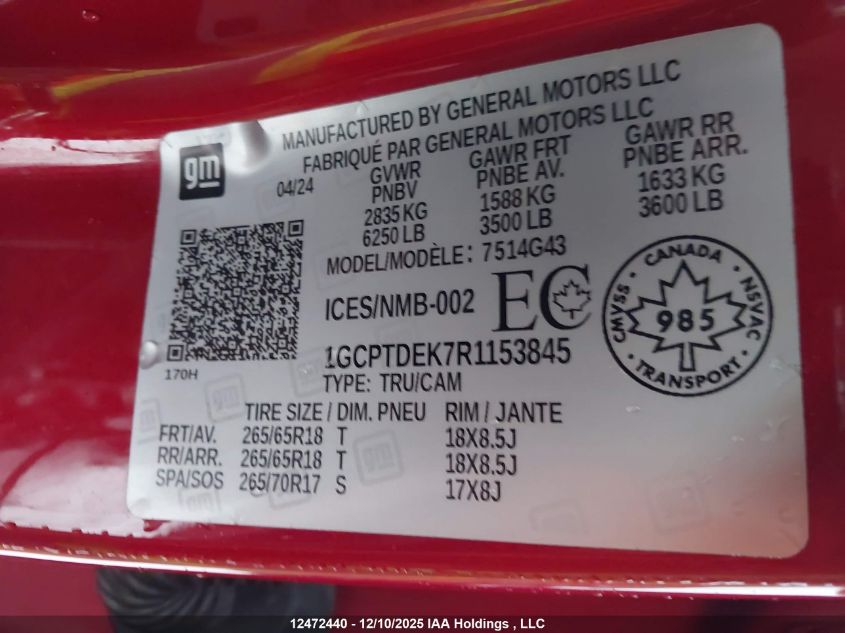 gm
MANUFACTURED BY GENERAL MOTORS LLC
FABRIQUÉ PAR GENERAL MOTORS LLC
04/24
GVWR
PNBV
2835 KG
6250 LB
GAWR FRT
PNBE AV.
1588 KG
3500 LB
GAWR RR
PNBE ARR.
1633 KG
3600 LB
MODEL/MODÈLE: 7514G43
ICES/NMB-002
EC
CANADA
CMVSS
985
NSVAC
TRANSPORT
170H
1GCPTDEK7R1153845
TYPE: TRU/CAM
TIRE SIZE / DIM. PNEU RIM / JANTE
FRT/AV. 265/65R18 T 18X8.5J
RR/ARR. 265/65R18 T 18X8.5J
SPA/SOS 265/70R17 S 17X8J
12472440 - 12/10/2025 IAA Holdings , LLC